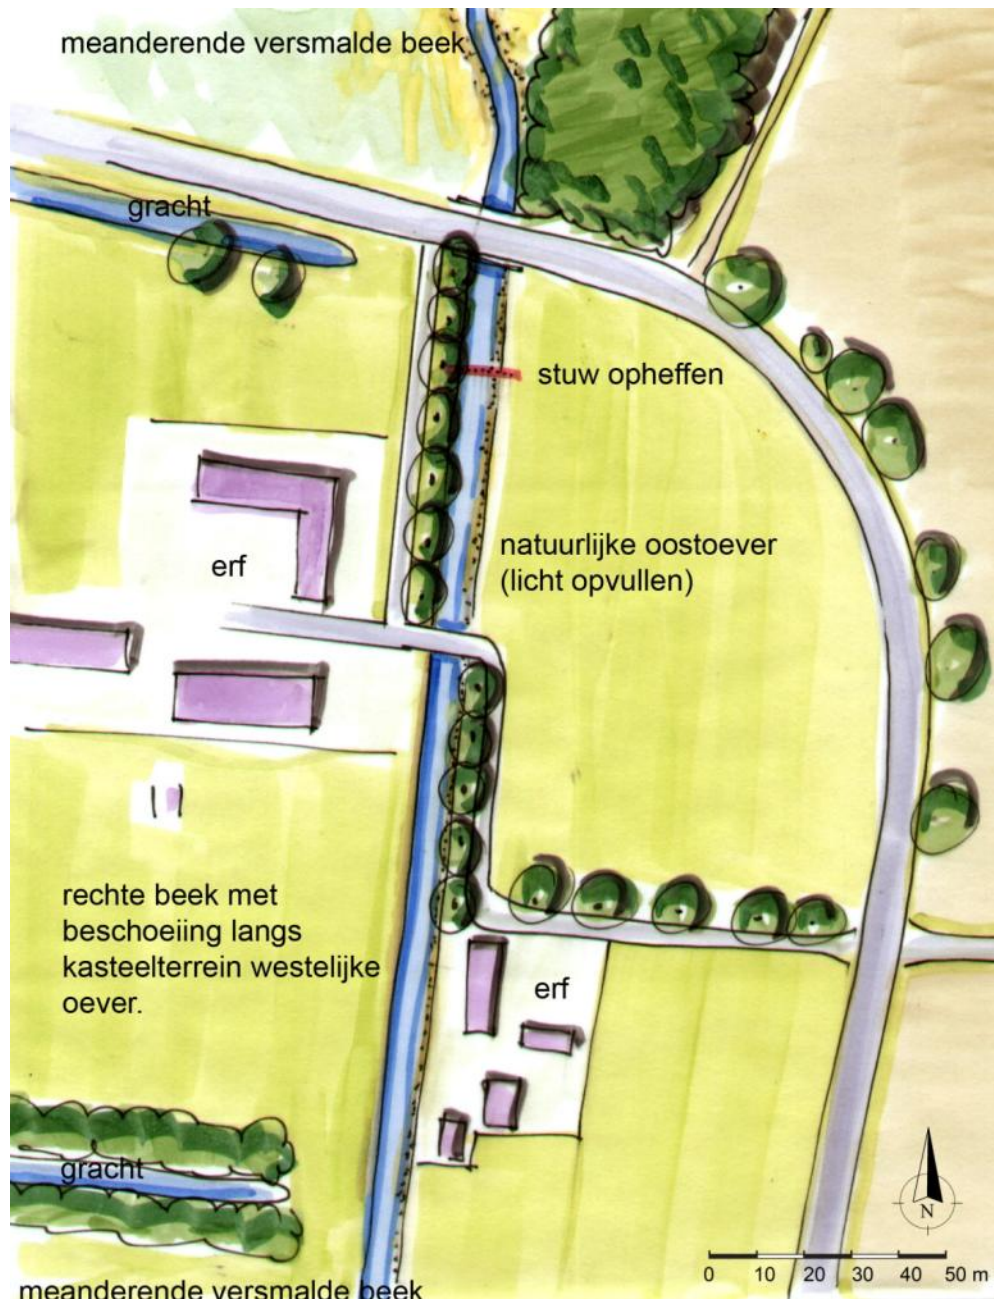 meanderende versmalde beek
gracht
stuw opheffen
natuurlijke oostoever
(licht opvullen)
erf
rechte beek met
beschoeiing langs
kasteelterrein westelijke
oever.
erf
gracht
N
0 10 20 30 40 50 m
meanderende versmalde beek